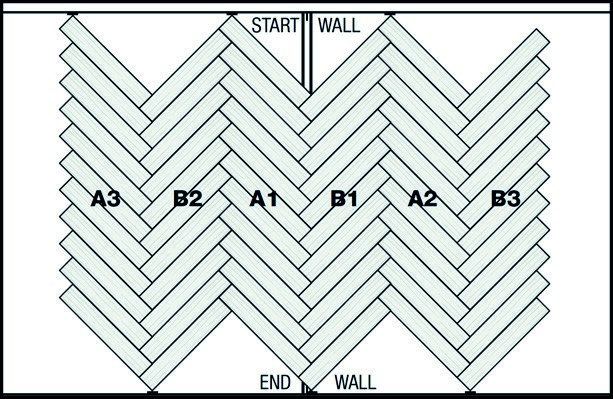 START WALL
A3 B2 A1 B1 A2 B3
END WALL